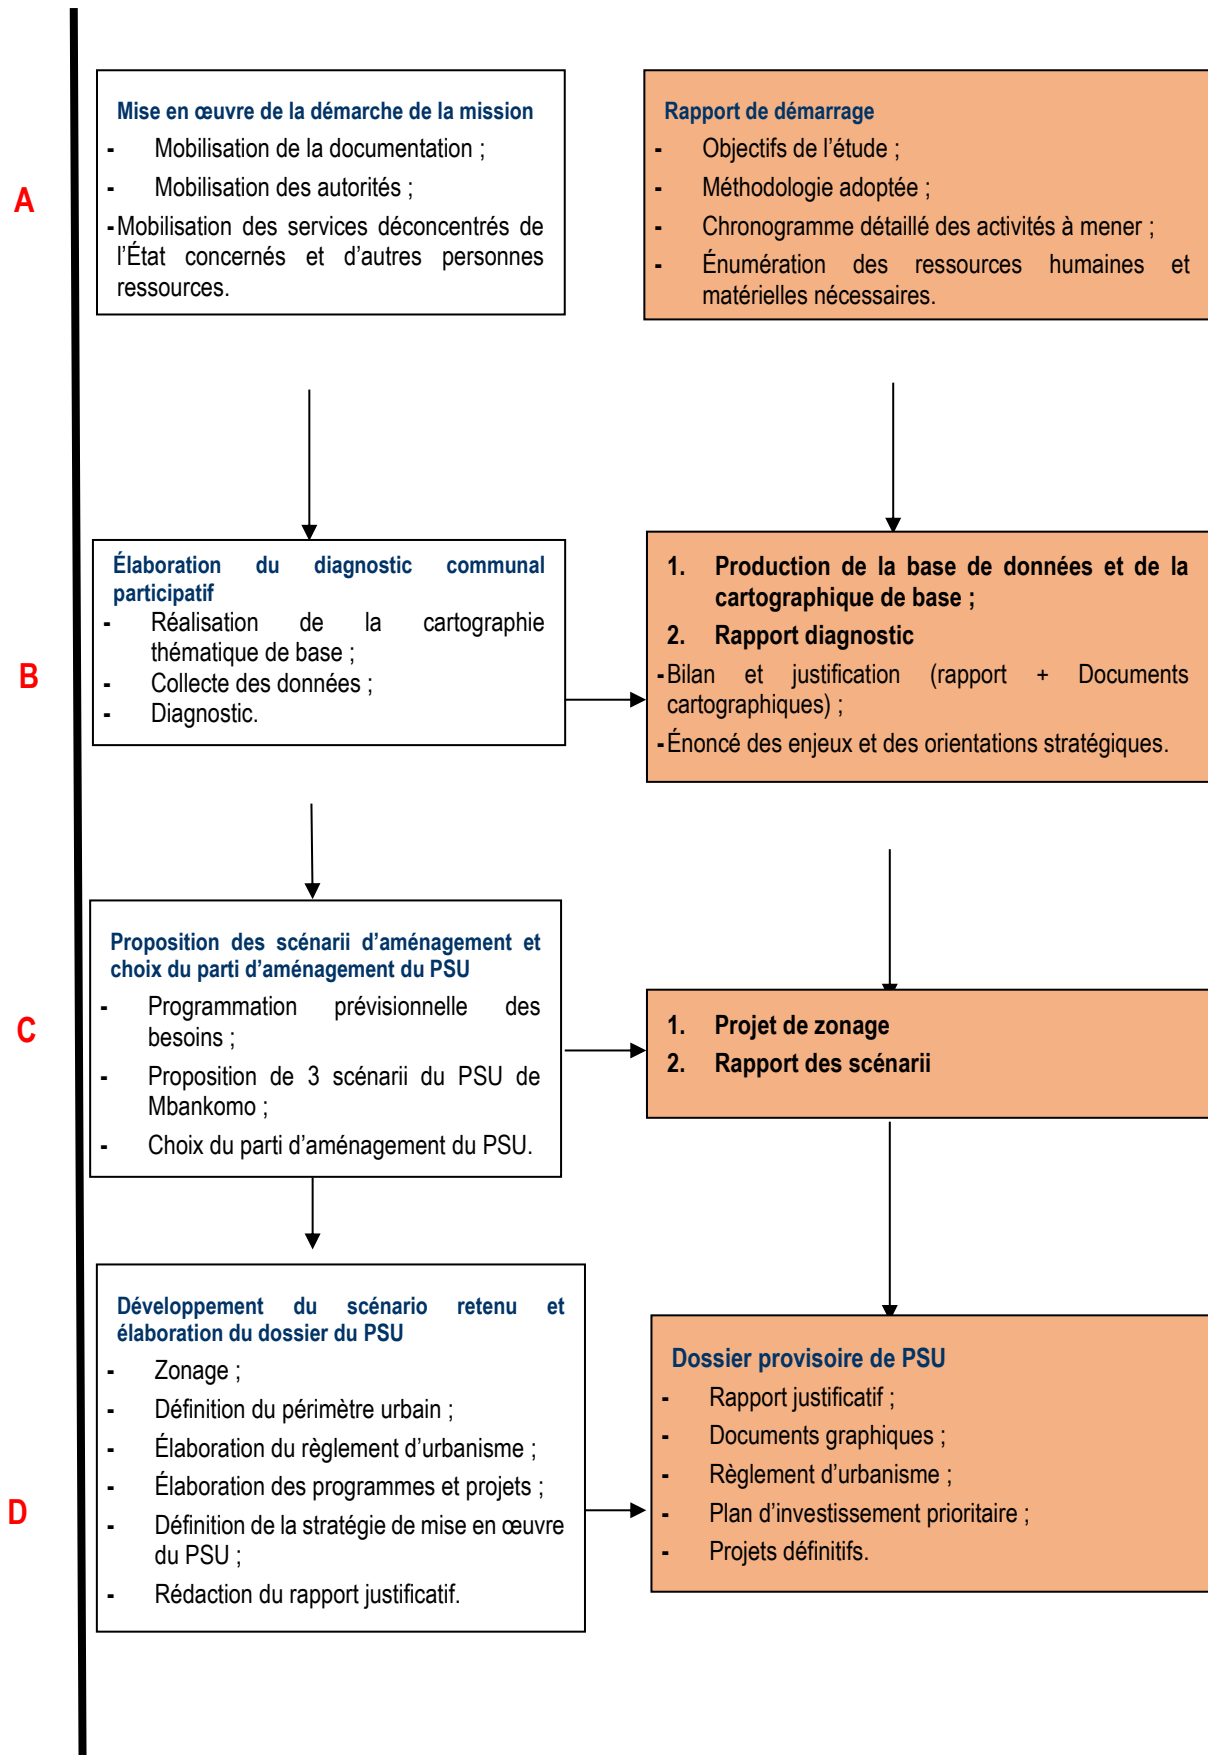 A
Mise en œuvre de la démarche de la mission
- Mobilisation de la documentation ;
- Mobilisation des autorités ;
- Mobilisation des services déconcentrés de
l’État concernés et d’autres personnes
ressources.
Rapport de démarrage
- Objectifs de l’étude ;
- Méthodologie adoptée ;
- Chronogramme détaillé des activités à mener ;
- Énumération des ressources humaines et
matérielles nécessaires.
B
Élaboration du diagnostic communal
participatif
- Réalisation de la cartographie
thématique de base ;
- Collecte des données ;
- Diagnostic.
1. Production de la base de données et de la
cartographique de base ;
2. Rapport diagnostic
- Bilan et justification (rapport + Documents
cartographiques) ;
- Énoncé des enjeux et des orientations stratégiques.
C
Proposition des scénarii d’aménagement et
choix du parti d’aménagement du PSU
- Programmation prévisionnelle des
besoins ;
- Proposition de 3 scénarii du PSU de
Mbankomo ;
- Choix du parti d’aménagement du PSU.
1. Projet de zonage
2. Rapport des scénarii
D
Développement du scénario retenu et
élaboration du dossier du PSU
- Zonage ;
- Définition du périmètre urbain ;
- Élaboration du règlement d’urbanisme ;
- Élaboration des programmes et projets ;
- Définition de la stratégie de mise en œuvre
du PSU ;
- Rédaction du rapport justificatif.
Dossier provisoire de PSU
- Rapport justificatif ;
- Documents graphiques ;
- Règlement d’urbanisme ;
- Plan d’investissement prioritaire ;
- Projets définitifs.